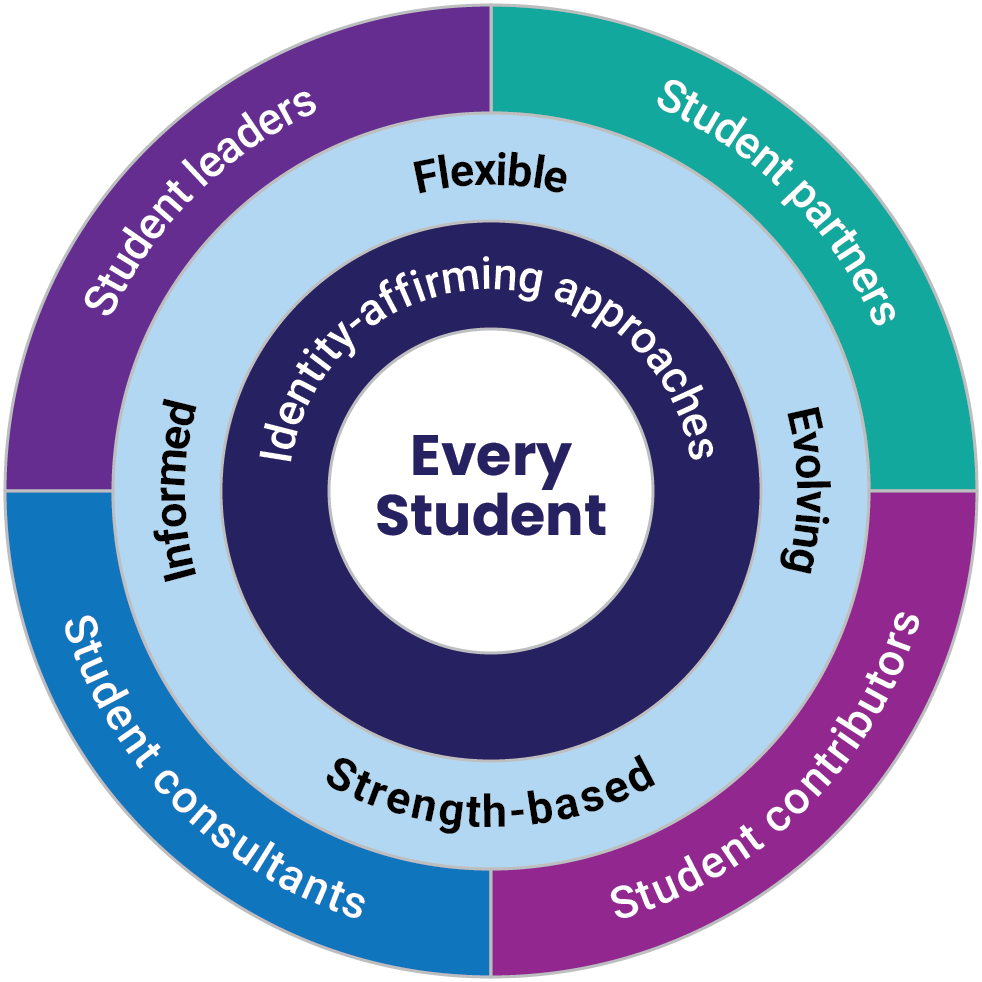 Student leaders
Student partners
Flexible
Identity-affirming approaches
Informed
Every
Student
Evolving
Strength-based
Student consultants
Student contributors